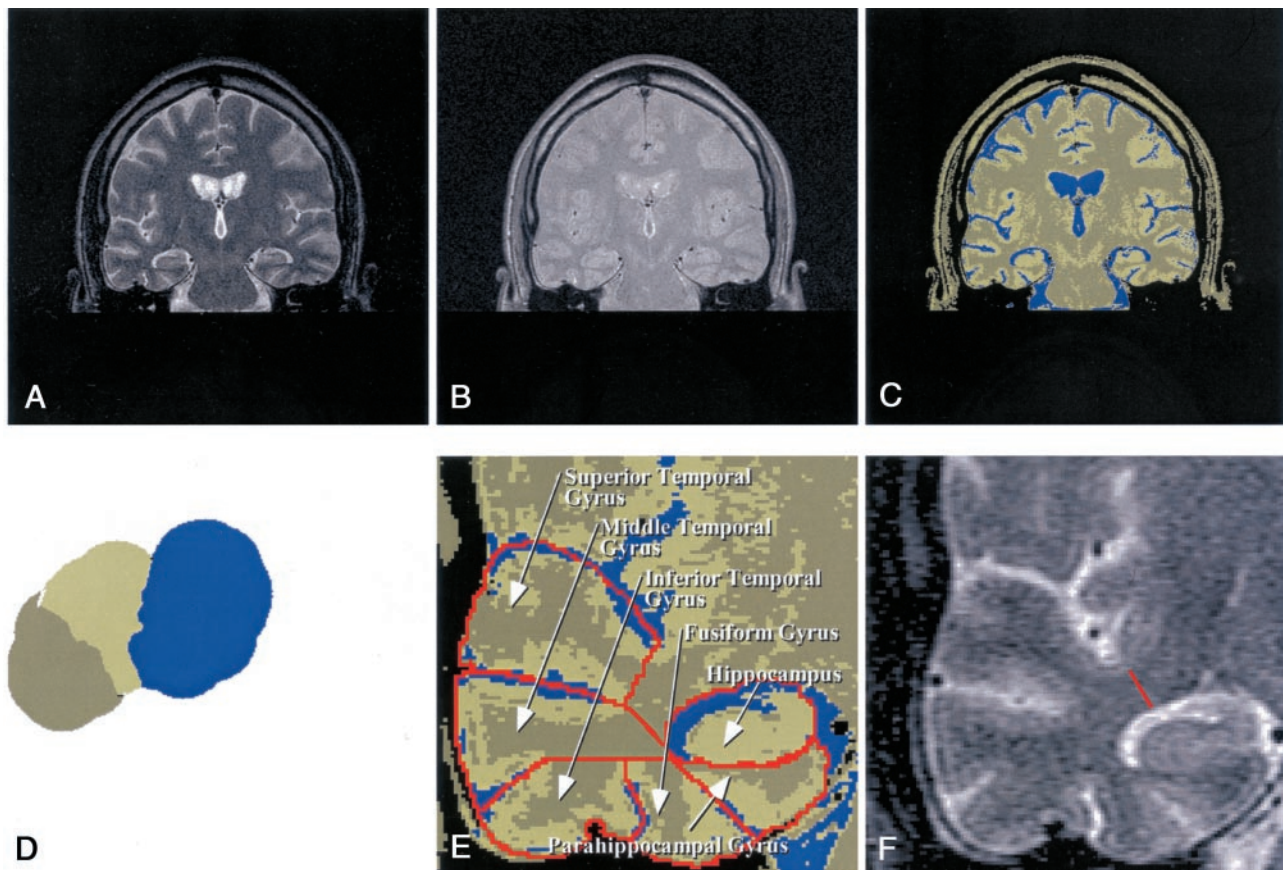 A
B
C
D
Superior Temporal
Gyrus
Middle Temporal
Gyrus
Inferior Temporal
Gyrus
Fusiform Gyrus
Hippocampus
Parahippocampal Gyrus
E
F